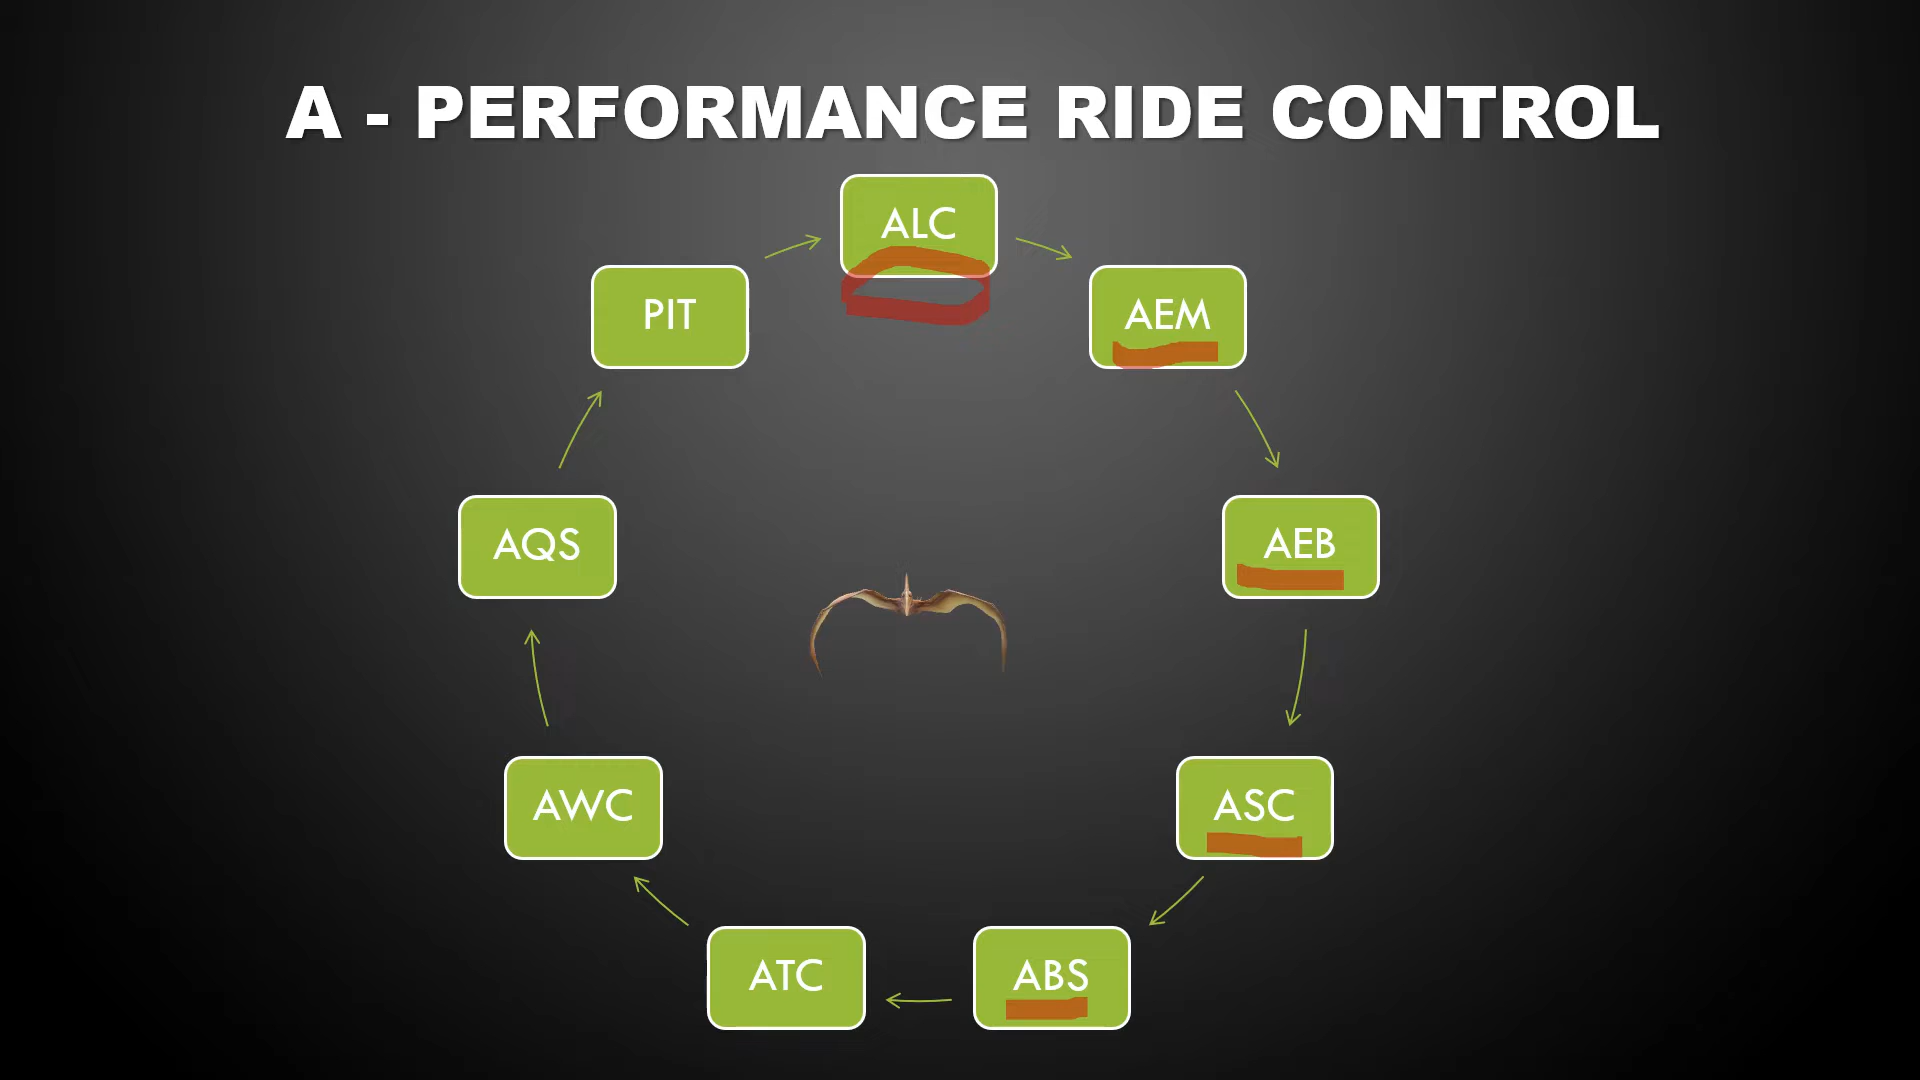 A - PERFORMANCE RIDE CONTROL
ALC
AEM
AEB
ASC
ABS
ATC
AWC
AQS
PIT